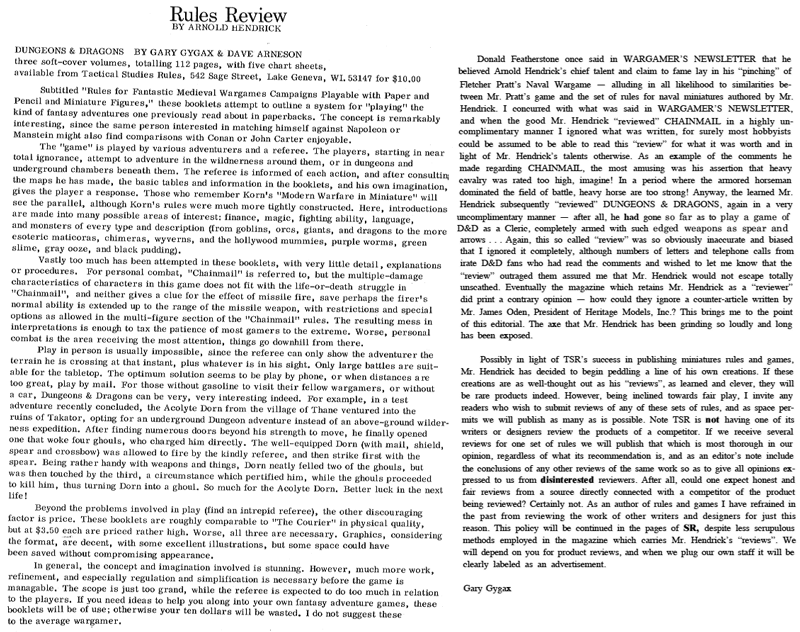 Rules Review
BY ARNOLD HENDRICK
DUNGEONS & DRAGONS BY GARY GYGAX & DAVE ARNESON
three soft-cover volumes, totalling 112 pages, with five chart sheets,
available from Tactical Studies Rules, 542 Sage Street, Lake Geneva, WI. 53147 for $10.00
Subtitled "Rules for Fantastic Medieval Wargames Campaigns Playable with Paper and
Pencil and Miniature Figures," these booklets attempt to outline a system for "playing" the
kind of fantasy adventures one previously read about in paperbacks. The concept is remarkably
interesting, since the same person interested in matching himself against Napoleon or
Manstein might also find comparisons with Conan or John Carter enjoyable.
The "game" is played by various adventurers and a referee. The players, starting in near
total ignorance, attempt to adventure in the wildnerness around them, or in dungeons and
underground chambers beneath them. The referee is informed of each action, and after consulting
the maps he has made, the basic tables and information in the booklets, and his own imagination,
gives the player a response. Those who remember Korn's "Modern Warfare in Miniature" will
see the parallel, although Korn's rules were much more tightly constructed. Here, introductions
are made into many possible areas of interest: finance, magic, fighting ability, language,
and monsters of every type and description (from goblins, orcs, giants, and dragons to the more
esoteric maticoras, chimeras, wyverns, and the hollywood mummies, purple worms, green
slime, gray ooze, and black pudding).
Vastly too much has been attempted in these booklets, with very little detail, explanations
or procedures. For personal combat, "Chainmail" is referred to, but the multiple-damage
characteristics of characters in this game does not fit with the life-or-death struggle in
"Chainmail", and neither gives a clue for the effect of missile fire, save perhaps the firer's
normal ability is extended up to the range of the missile weapon, with restrictions and special
options as allowed in the multi-figure section of the "Chainmail" rules. The resulting mess in
interpretations is enough to tax the patience of most gamers to the extreme. Worse, personal
combat is the area receiving the most attention, things go downhill from there.
Play in person is usually impossible, since the referee can only show the adventurer the
terrain he is crossing at that instant, plus whatever is in his sight. Only large battles are suit-
able for the tabletop. The optimum solution seems to be play by phone, or when distances are
too great, play by mail. For those without gasoline to visit their fellow wargamers, or without
a car, Dungeons & Dragons can be very, very interesting indeed. For example, in a test
adventure recently concluded, the Acolyte Dorn from the village of Thane ventured into the
ruins of Takator, opting for an underground Dungeon adventure instead of an above-ground wilder-
ness expedition. After finding numerous doors beyond his strength to move, he finally opened
one that woke four ghouls, who charged him directly. The well-equipped Dorn (with mail, shield,
spear and crossbow) was allowed to fire by the kindly referee, and then strike first with the
spear. Being rather handy with weapons and things, Dorn neatly felled two of the ghouls, but
was then touched by the third, a circumstance which pertified him, while the ghouls proceeded
to kill him, thus turning Dorn into a ghoul. So much for the Acolyte Dorn. Better luck in the next
life!
Beyond the problems involved in play (find an intrepid referee), the other discouraging
factor is price. These booklets are roughly comparable to "The Courier" in physical quality,
but at $3.50 each are priced rather high. Worse, all three are necessary. Graphics, considering
the format, are decent, with some excellent illustrations, but some space could have
been saved without compromising appearance.
In general, the concept and imagination involved is stunning. However, much more work,
refinement, and especially regulation and simplification is necessary before the game is
managable. The scope is just too grand, while the referee is expected to do too much in relation
to the players. If you need ideas to help you along into your own fantasy adventure games, these
booklets will be of use; otherwise your ten dollars will be wasted. I do not suggest these
to the average wargamer.
Donald Featherstone once said in WARGAMER'S NEWSLETTER that he
believed Arnold Hendrick's chief talent and claim to fame lay in his "pinching" of
Fletcher Pratt's Naval Wargame — alluding in all likelihood to similarities be-
tween Mr. Pratt's game and the set of rules for naval miniatures authored by Mr.
Hendrick. I concurred with what was said in WARGAMER'S NEWSLETTER,
and when the good Mr. Hendrick "reviewed" CHAINMAIL in a highly un-
complimentary manner I ignored what was written, for surely most hobbyists
could be assumed to be able to read this "review" for what it was worth and in
light of Mr. Hendrick's talents otherwise. As an example of the comments he
made regarding CHAINMAIL, the most amusing was his assertion that heavy
cavalry was rated too high, imagine! In a period where the armored horseman
dominated the field of battle, heavy horse are too strong! Anyway, the learned Mr.
Hendrick subsequently "reviewed" DUNGEONS & DRAGONS, again in a very
uncomplimentary manner — after all, he had gone so far as to play a game of
D&D as a Cleric, completely armed with such edged weapons as spear and
arrows . . . Again, this so called "review" was so obviously inaccurate and biased
that I ignored it completely, although numbers of letters and telephone calls from
irate D&D fans who had read the comments and wished to let me know that the
"review" outraged them assured me that Mr. Hendrick would not escape totally
unscathed. Eventually the magazine which retains Mr. Hendrick as a "reviewer"
did print a contrary opinion — how could they ignore a counter-article written by
Mr. James Oden, President of Heritage Models, Inc.? This brings me to the point
of this editorial. The axe that Mr. Hendrick has been grinding so loudly and long
has been exposed.
Possibly in light of TSR's success in publishing miniatures rules and games,
Mr. Hendrick has decided to begin peddling a line of his own creations. If these
creations are as well-thought out as his "reviews", as learned and clever, they will
be rare products indeed. However, being inclined towards fair play, I invite any
readers who wish to submit reviews of any of these sets of rules, and as space per-
mits we will publish as many as is possible. Note TSR is not having one of its
writers or designers review the products of a competitor. If we receive several
reviews for one set of rules we will publish that which is most thorough in our
opinion, regardless of what its recommendation is, and as an editor's note include
the conclusions of any other reviews of the same work so as to give all opinions ex-
pressed to us from disinterested reviewers. After all, could one expect honest and
fair reviews from a source directly connected with a competitor of the product
being reviewed? Certainly not. As an author of rules and games I have refrained in
the past from reviewing the work of other writers and designers for just this
reason. This policy will be continued in the pages of SR, despite less scrupulous
methods employed in the magazine which carries Mr. Hendrick's "reviews". We
will depend on you for product reviews, and when we plug our own staff it will be
clearly labeled as an advertisement.
Gary Gygax